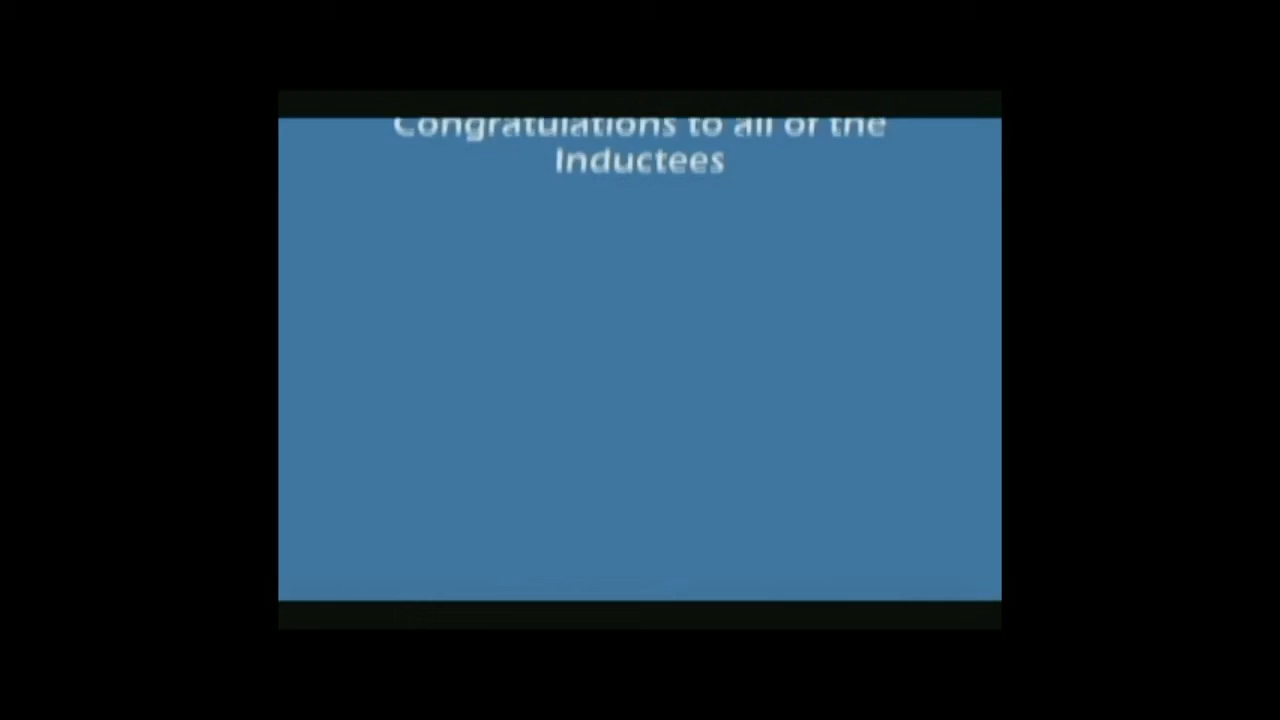 Congratulations to all of the
Inductees